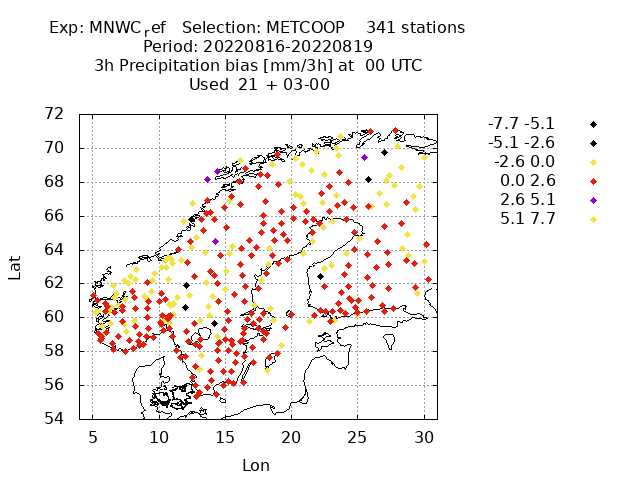 Exp: MNWCref Selection: METCOOP 341 stations
Period: 20220816-20220819
3h Precipitation bias [mm/3h] at 00 UTC
Used 21 + 03-00
72
70
68
66
64
62
60
58
56
54
Lat
5 10 15 20 25 30
Lon
-7.7 -5.1
-5.1 -2.6
-2.6 0.0
0.0 2.6
2.6 5.1
5.1 7.7